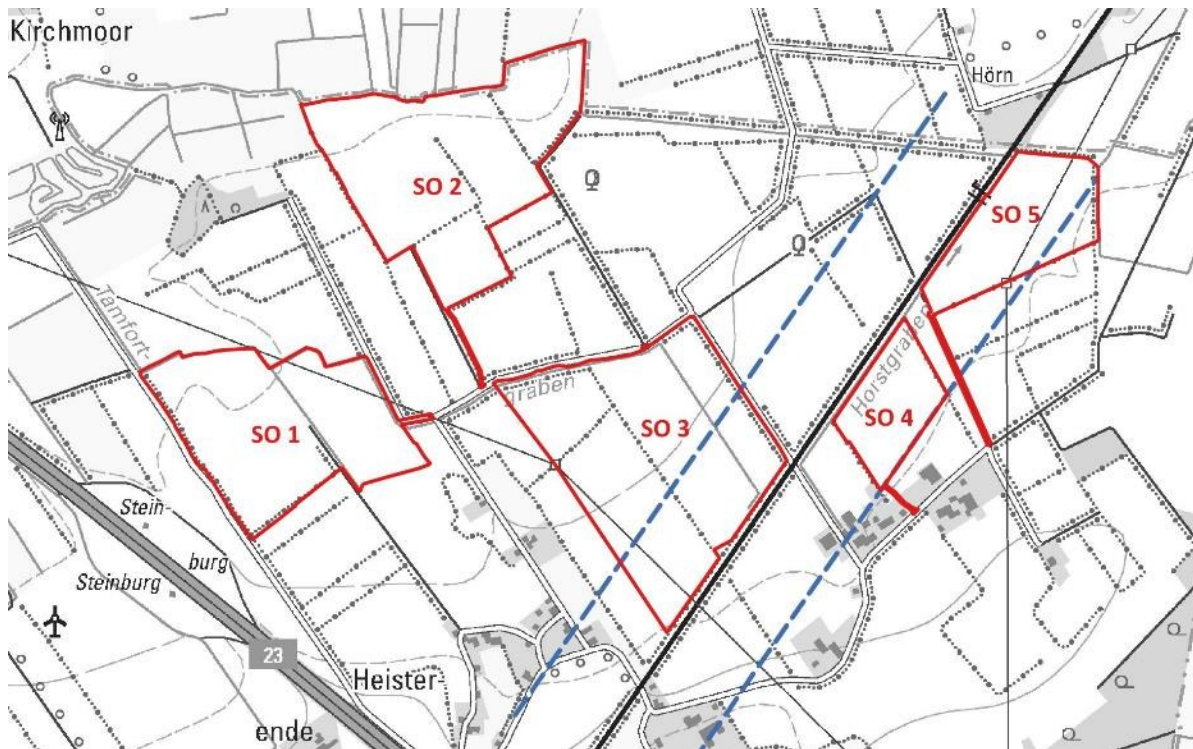 Kirchmoor
Hörn
SO 2
SO 5
Tamfort-
Horstgraben
graben
SO 4
SO 1
SO 3
Stein-
burg
Steinburg
23
Heister-
ende